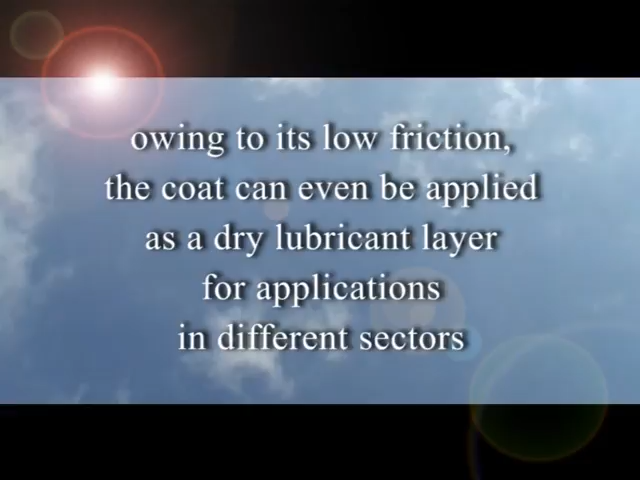 owing to its low friction,
the coat can even be applied
as a dry lubricant layer
for applications
in different sectors